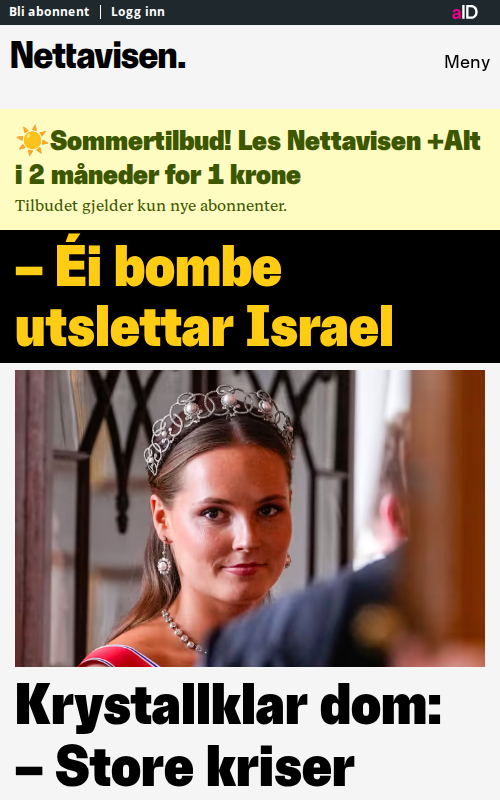 Bli abonnent | Logg inn
aID
Nettavisen.
Meny
☀️Sommertilbud! Les Nettavisen +Alt
i 2 måneder for 1 krone
Tilbudet gjelder kun nye abonnenter.
– Éi bombe
utslettar Israel
Krystallklar dom:
– Store kriser